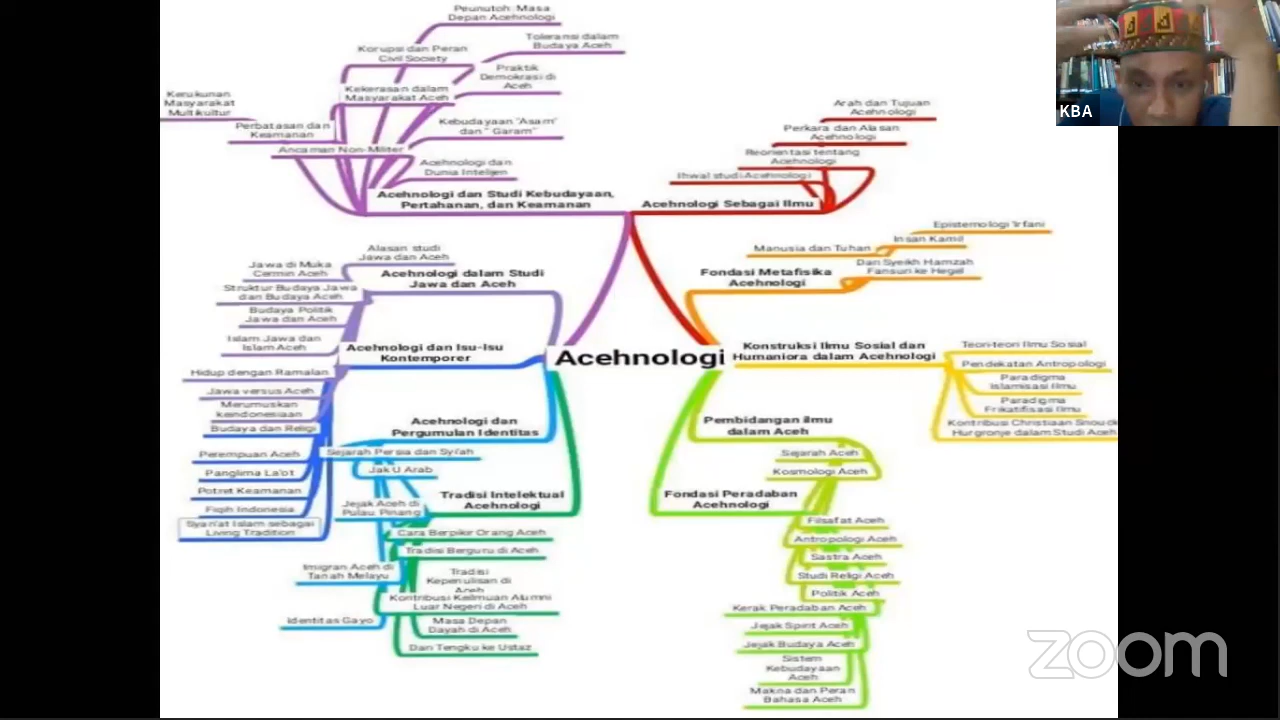 Peunutoh: Masa
Depan Acehnologi
Korupsi dan Peran
Civil Society
Toleransi dalam
Budaya Aceh
Praktik
Demokrasi di
Aceh
Kekerasan dalam
Masyarakat Aceh
Kerukunan
Masyarakat
Multikultur
Perbatasan dan
Keamanan
Kebudayaan "Asam"
dan "Garam"
Ancaman Non-Militer
Acehnologi dan
Dunia Intelijen
Acehnologi dan Studi Kebudayaan,
Pertahanan, dan Keamanan
KBA
Arah dan Tujuan
Acehnologi
Perkara dan Alasan
Acehnologi
Reorientasi tentang
Acehnologi
Ihwal studi Acehnologi
Acehnologi Sebagai Ilmu
Epistemologi 'Irfani
Insan Kamil
Manusia dan Tuhan
Dari Syeikh Hamzah
Fansuri ke Hegel
Fondasi Metafisika
Acehnologi
Alasan studi
Jawa dan Aceh
Jawa di Muka
Cermin Aceh
Acehnologi dalam Studi
Jawa dan Aceh
Struktur Budaya Jawa
dan Budaya Aceh
Budaya Politik
Jawa dan Aceh
Islam Jawa dan
Islam Aceh
Acehnologi dan Isu-Isu
Kontemporer
Hidup dengan Ramalan
Jawa versus Aceh
Merumuskan
keindonesiaan
Budaya dan Religi
Perempuan Aceh
Panglima La'ot
Potret Keamanan
Fiqih Indonesia
Syari'at Islam sebagai
Living Tradition
Acehnologi
Konstruksi Ilmu Sosial dan
Humaniora dalam Acehnologi
Teori-teori Ilmu Sosial
Pendekatan Antropologi
Paradigma
Islamisasi Ilmu
Paradigma
Frikatifisasi Ilmu
Kontribusi Christiaan Snouck
Hurgronje dalam Studi Aceh
Acehnologi dan
Pergumulan Identitas
Sejarah Persia dan Syi'ah
Jak U Arab
Jejak Aceh di
Pulau Pinang
Imigran Aceh di
Tanah Melayu
Identitas Gayo
Tradisi Intelektual
Acehnologi
Cara Berpikir Orang Aceh
Tradisi Berguru di Aceh
Tradisi
Kepenulisan di
Aceh
Kontribusi Keilmuan Alumni
Luar Negeri di Aceh
Masa Depan
Dayah di Aceh
Dari Tengku ke Ustaz
Pembidangan ilmu
dalam Aceh
Sejarah Aceh
Kosmologi Aceh
Fondasi Peradaban
Acehnologi
Filsafat Aceh
Antropologi Aceh
Sastra Aceh
Studi Religi Aceh
Politik Aceh
Kerak Peradaban Aceh
Jejak Spirit Aceh
Jejak Budaya Aceh
Sistem
Kebudayaan
Aceh
Makna dan Peran
Bahasa Aceh
zoom